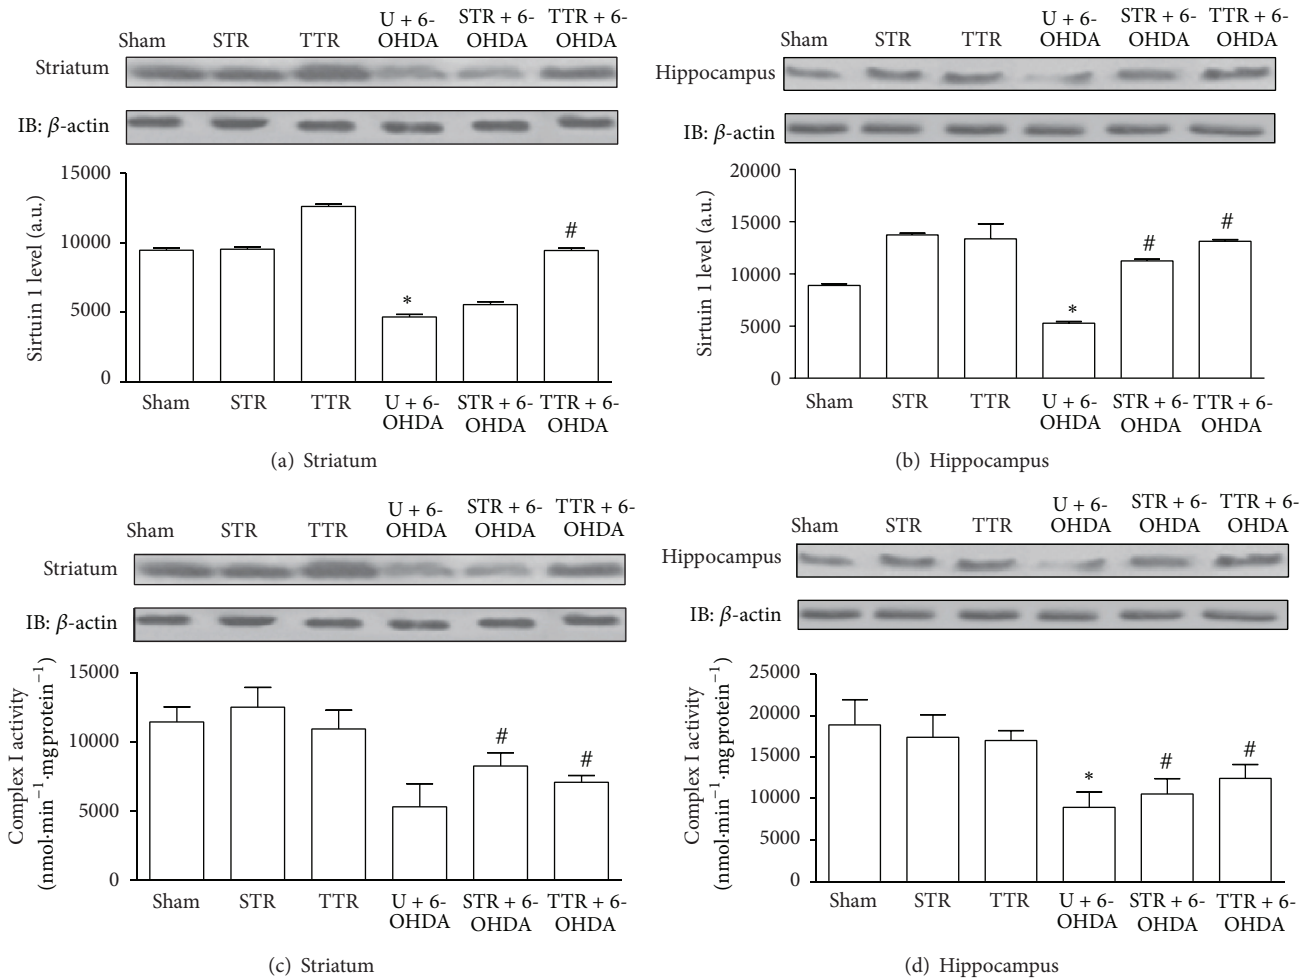 Sham STR TTR U + 6-OHDA STR + 6-OHDA TTR + 6-OHDA
Striatum
IB: β-actin
Sirtuin 1 level (a.u.)
15000
10000
5000
0
* #
Sham STR TTR U + 6-OHDA STR + 6-OHDA TTR + 6-OHDA
(a) Striatum
Sham STR TTR U + 6-OHDA STR + 6-OHDA TTR + 6-OHDA
Hippocampus
IB: β-actin
Sirtuin 1 level (a.u.)
20000
15000
10000
5000
0
* # #
Sham STR TTR U + 6-OHDA STR + 6-OHDA TTR + 6-OHDA
(b) Hippocampus
Sham STR TTR U + 6-OHDA STR + 6-OHDA TTR + 6-OHDA
Striatum
IB: β-actin
Complex I activity
(nmol·min⁻¹·mgprotein⁻¹)
15000
10000
5000
0
# #
Sham STR TTR U + 6-OHDA STR + 6-OHDA TTR + 6-OHDA
(c) Striatum
Sham STR TTR U + 6-OHDA STR + 6-OHDA TTR + 6-OHDA
Hippocampus
IB: β-actin
Complex I activity
(nmol·min⁻¹·mgprotein⁻¹)
25000
20000
15000
10000
5000
0
* # #
Sham STR TTR U + 6-OHDA STR + 6-OHDA TTR + 6-OHDA
(d) Hippocampus